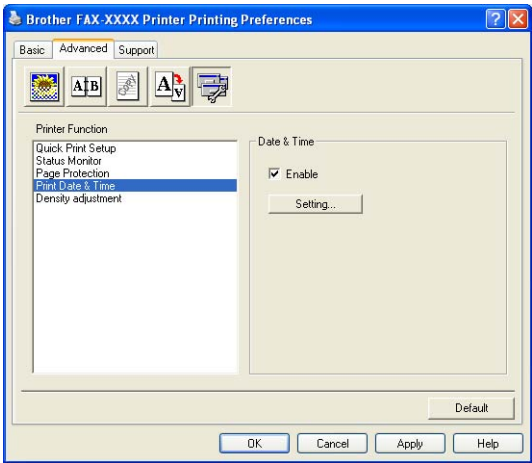 Brother FAX-XXXX Printer Printing Preferences
Basic Advanced Support
A B
A A
Printer Function
Quick Print Setup
Status Monitor
Page Protection
Print Date & Time
Density adjustment
Date & Time
Enable
Setting...
Default
OK Cancel Apply Help